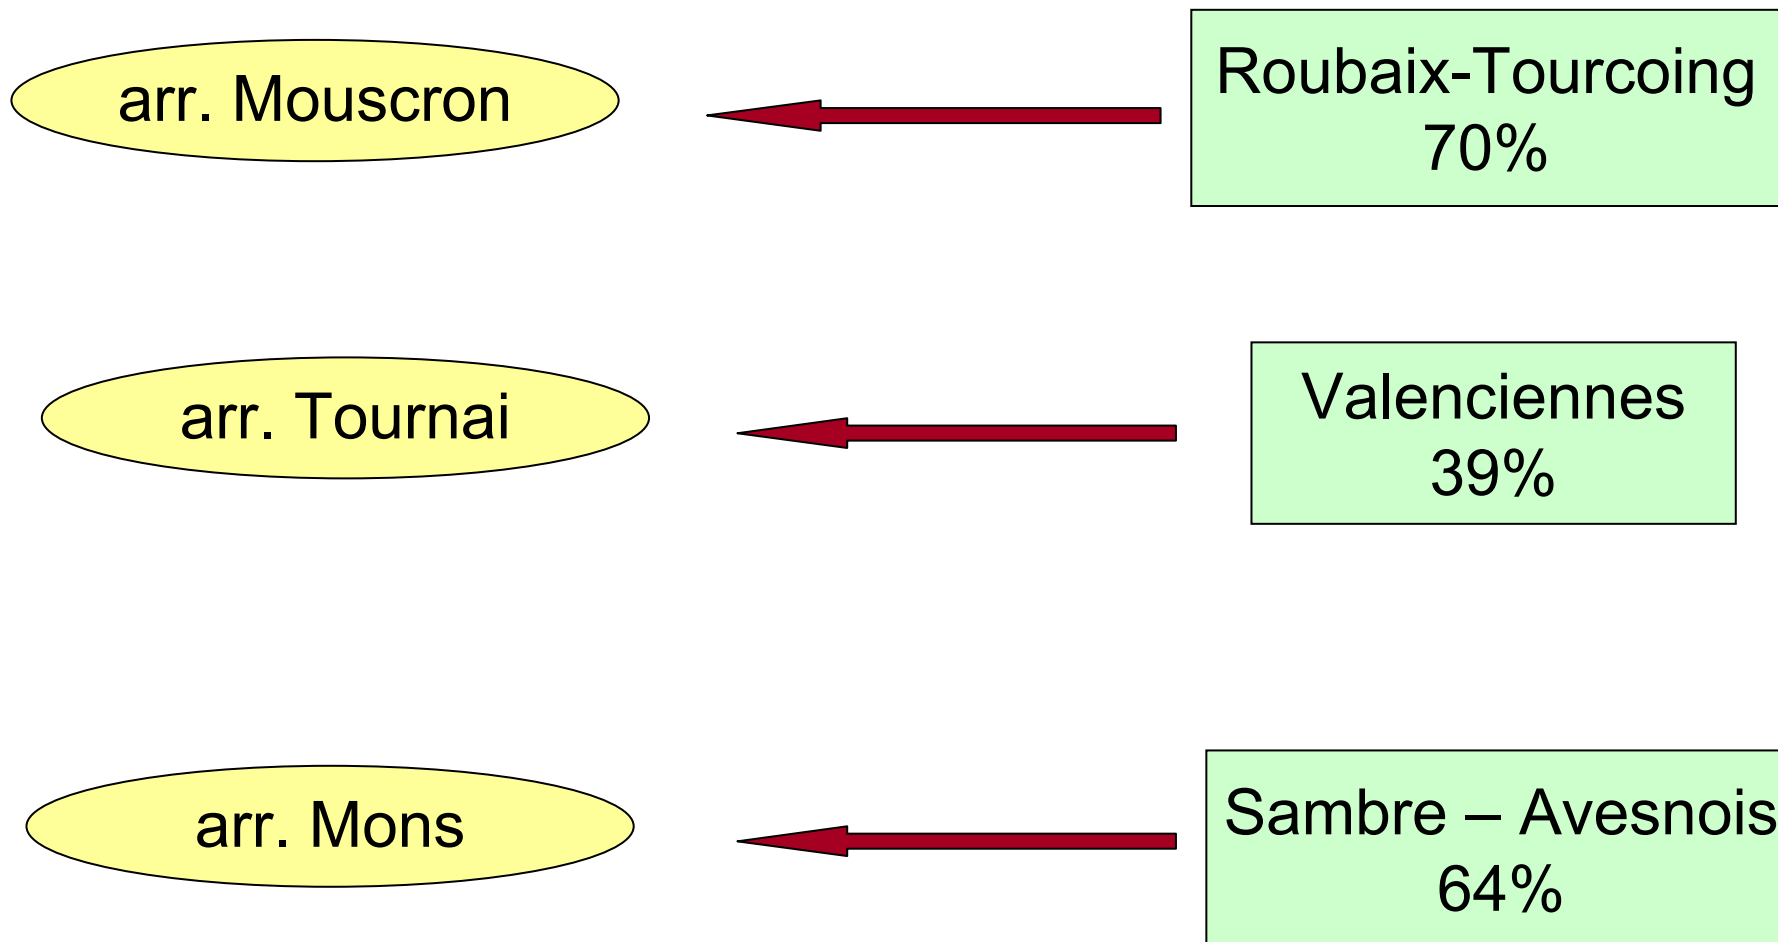 arr. Mouscron
Roubaix-Tourcoing
70%
arr. Tournai
Valenciennes
39%
arr. Mons
Sambre – Avesnois
64%